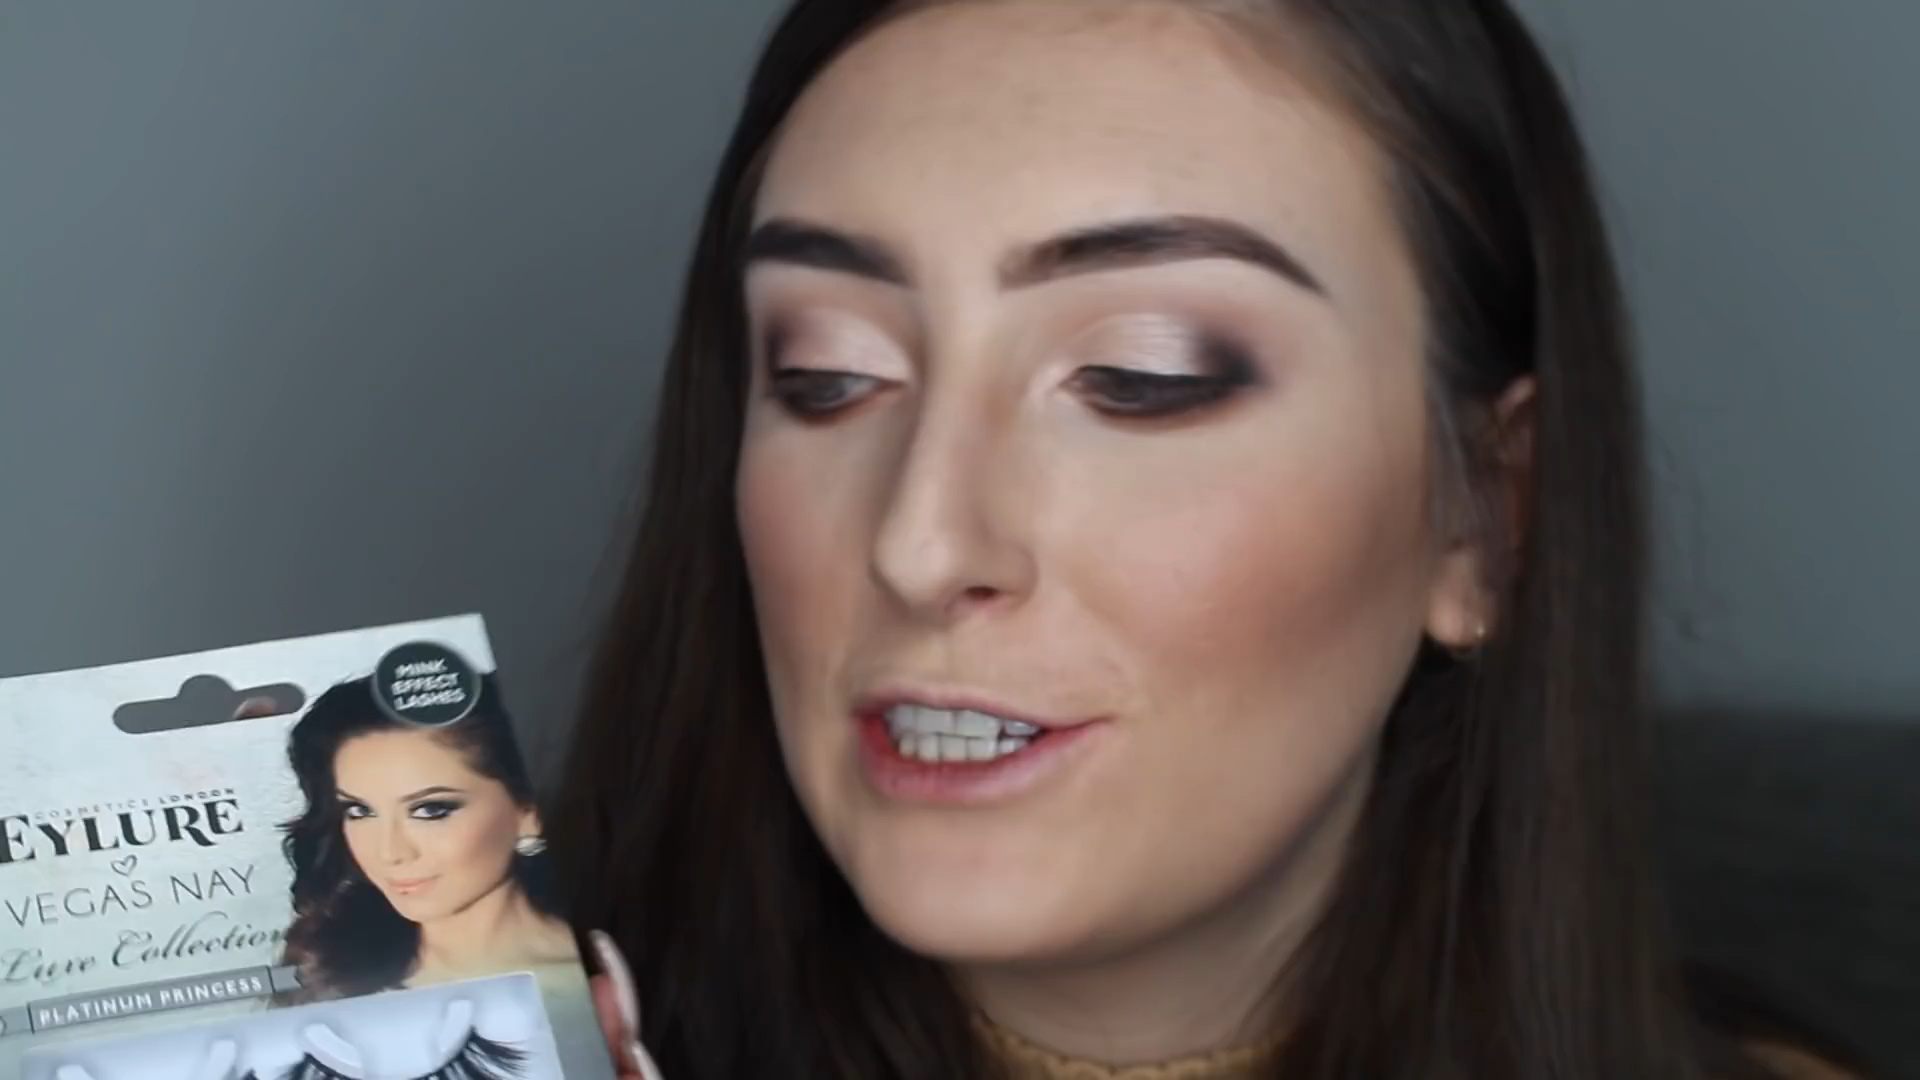 MINK
EFFECT
LASHES
COSMETICS LONDON
EYLURE
VEGAS NAY
Luxe Collection
PLATINUM PRINCESS